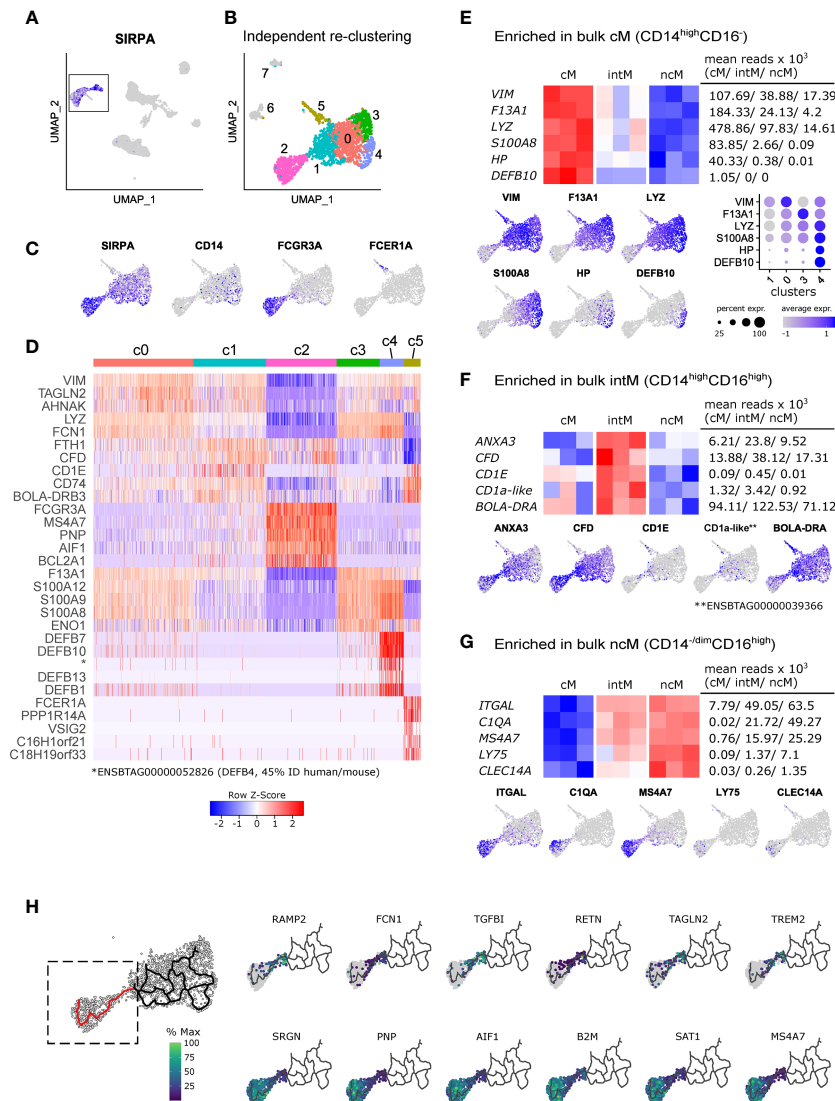 A
SIRPA
UMAP_2
UMAP_1
B
Independent re-clustering
7
6
5
3
0
2
1
4
UMAP_2
UMAP_1
C
SIRPA
CD14
FCGR3A
FCER1A
D
c0
c1
c2
c3
c4
c5
VIM
TAGLN2
AHNAK
LYZ
FCN1
FTH1
CFD
CD1E
CD74
BOLA-DRB3
FCGR3A
MS4A7
PNP
AIF1
BCL2A1
F13A1
S100A12
S100A9
S100A8
ENO1
DEFB7
DEFB10
*
DEFB13
DEFB1
FCER1A
PPP1R14A
VSIG2
C16H1orf21
C18H19orf33
*ENSBTAG00000052826 (DEFB4, 45% ID human/mouse)
Row Z-Score
-2 -1 0 1 2
E
Enriched in bulk cM (CD14highCD16-)
cM intM ncM
mean reads x 10³
(cM/ intM/ ncM)
VIM 107.69/ 38.88/ 17.39
F13A1 184.33/ 24.13/ 4.2
LYZ 478.86/ 97.83/ 14.61
S100A8 83.85/ 2.66/ 0.09
HP 40.33/ 0.38/ 0.01
DEFB10 1.05/ 0/ 0
VIM F13A1 LYZ
S100A8 HP DEFB10
VIM
F13A1
LYZ
S100A8
HP
DEFB10
1 0 3 4
clusters
percent expr.
25 100
average expr.
-1 1
F
Enriched in bulk intM (CD14highCD16high)
cM intM ncM
mean reads x 10³
(cM/ intM/ ncM)
ANXA3 6.21/ 23.8/ 9.52
CFD 13.88/ 38.12/ 17.31
CD1E 0.09/ 0.45/ 0.01
CD1a-like 1.32/ 3.42/ 0.92
BOLA-DRA 94.11/ 122.53/ 71.12
ANXA3 CFD CD1E CD1a-like** BOLA-DRA
**ENSBTAG00000039366
G
Enriched in bulk ncM (CD14-/dimCD16high)
cM intM ncM
mean reads x 10³
(cM/ intM/ ncM)
ITGAL 7.79/ 49.05/ 63.5
C1QA 0.02/ 21.72/ 49.27
MS4A7 0.76/ 15.97/ 25.29
LY75 0.09/ 1.37/ 7.1
CLEC14A 0.03/ 0.26/ 1.35
ITGAL C1QA MS4A7 LY75 CLEC14A
H
% Max
100
75
50
25
RAMP2 FCN1 TGFBI RETN TAGLN2 TREM2
SRGN PNP AIF1 B2M SAT1 MS4A7